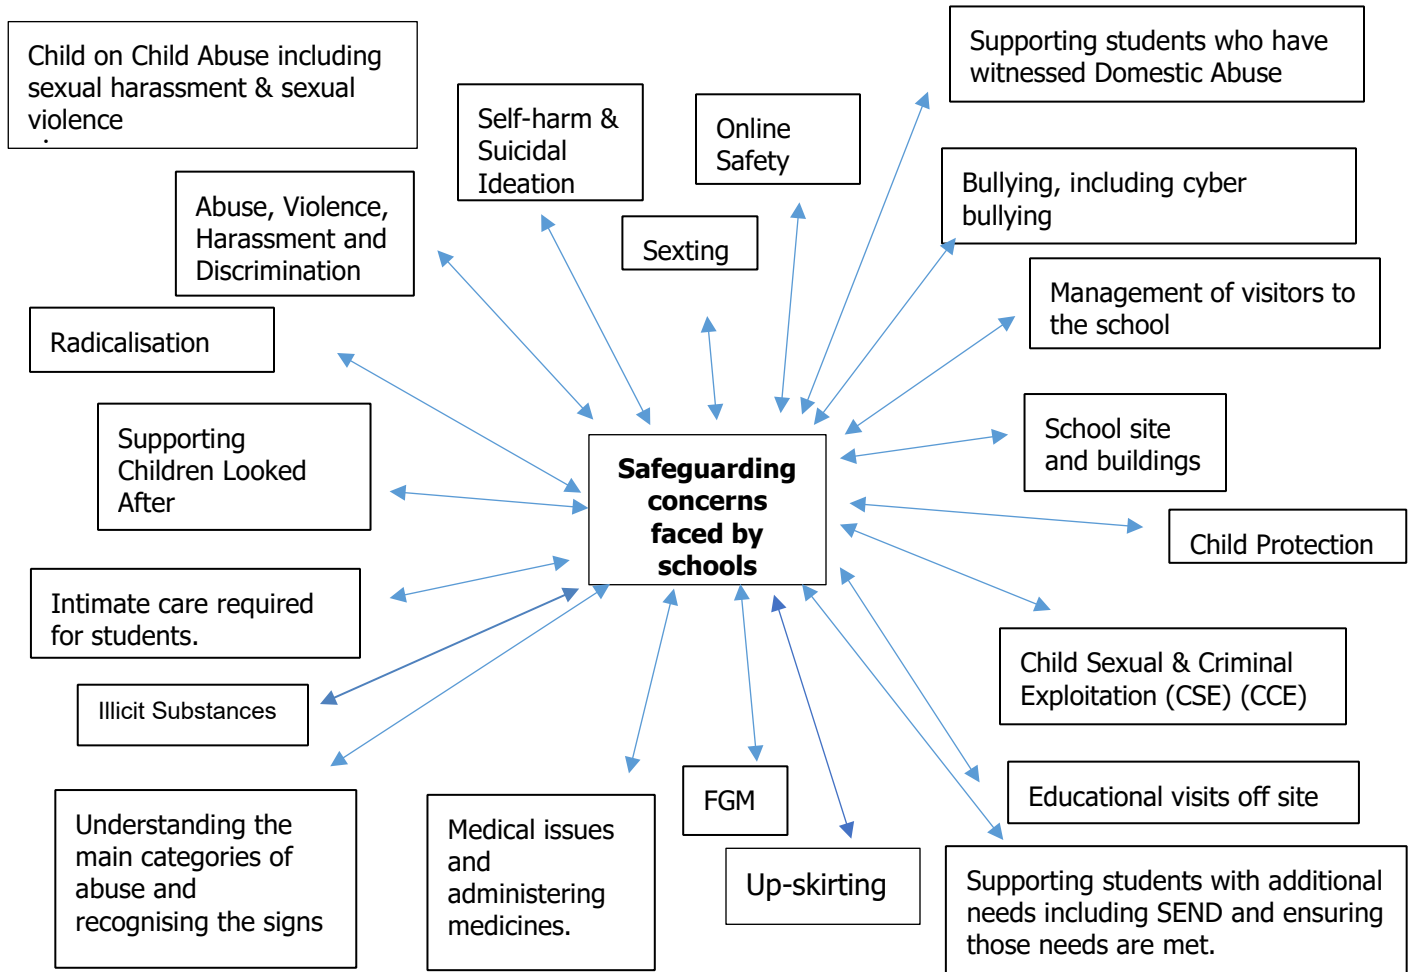 Child on Child Abuse including
sexual harassment & sexual
violence
Supporting students who have
witnessed Domestic Abuse
Self-harm &
Suicidal
Ideation
Online
Safety
Bullying, including cyber
bullying
Abuse, Violence,
Harassment and
Discrimination
Sexting
Management of visitors to
the school
Radicalisation
Supporting
Children Looked
After
School site
and buildings
Safeguarding
concerns
faced by
schools
Child Protection
Intimate care required
for students.
Child Sexual & Criminal
Exploitation (CSE) (CCE)
Illicit Substances
Educational visits off site
FGM
Understanding the
main categories of
abuse and
recognising the signs
Medical issues
and
administering
medicines.
Up-skirting
Supporting students with additional
needs including SEND and ensuring
those needs are met.